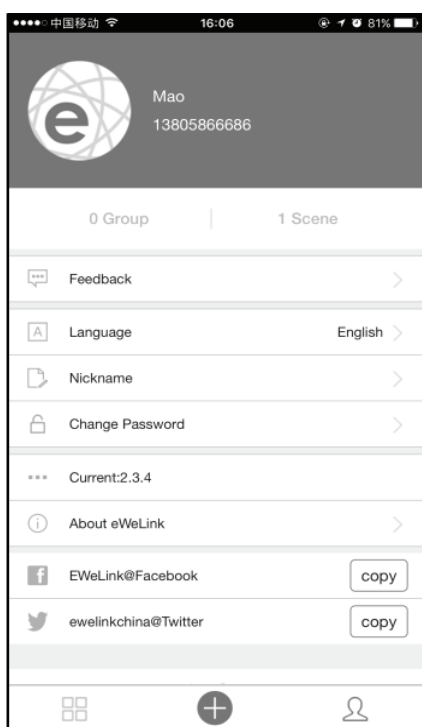 中国移动 16:06 81%
e
Mao
13805866686
0 Group 1 Scene
Feedback
A Language English
Nickname
Change Password
Current:2.3.4
About eWeLink
EWeLink@Facebook copy
ewelinkchina@Twitter copy